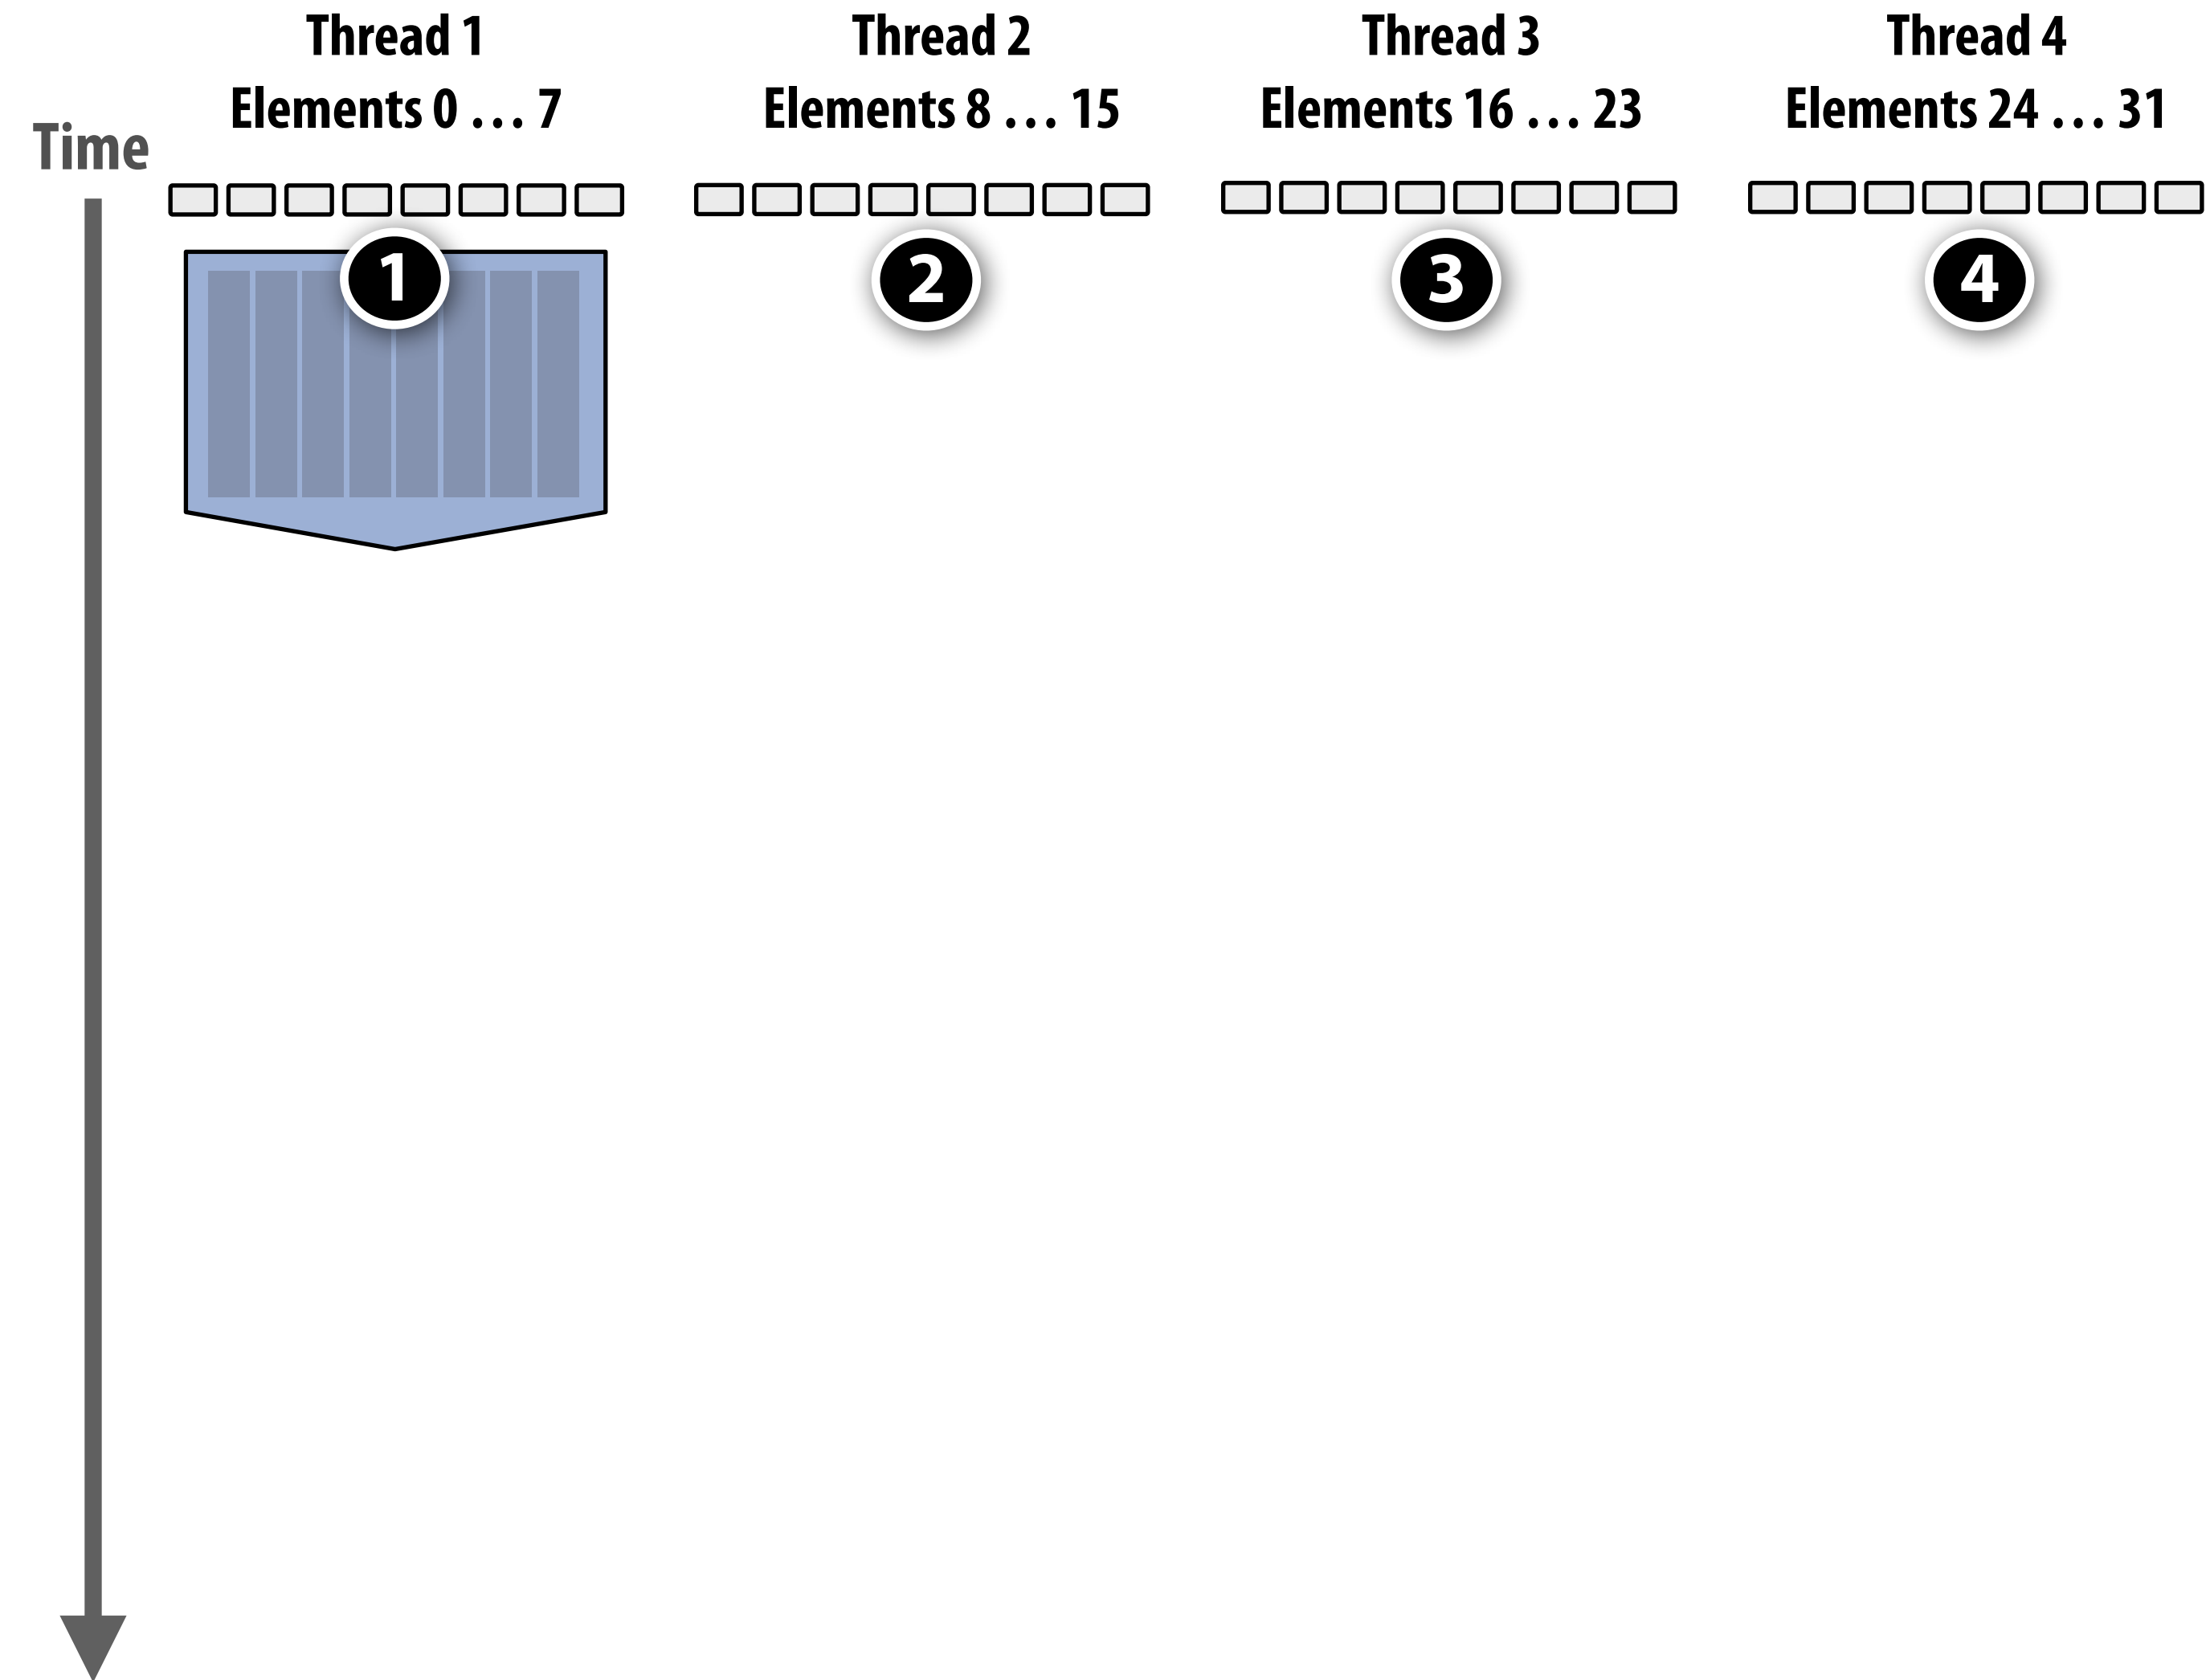 Thread 1
Elements 0 . . . 7
Thread 2
Elements 8 . . . 15
Thread 3
Elements 16 . . . 23
Thread 4
Elements 24 . . . 31
Time
1
2
3
4